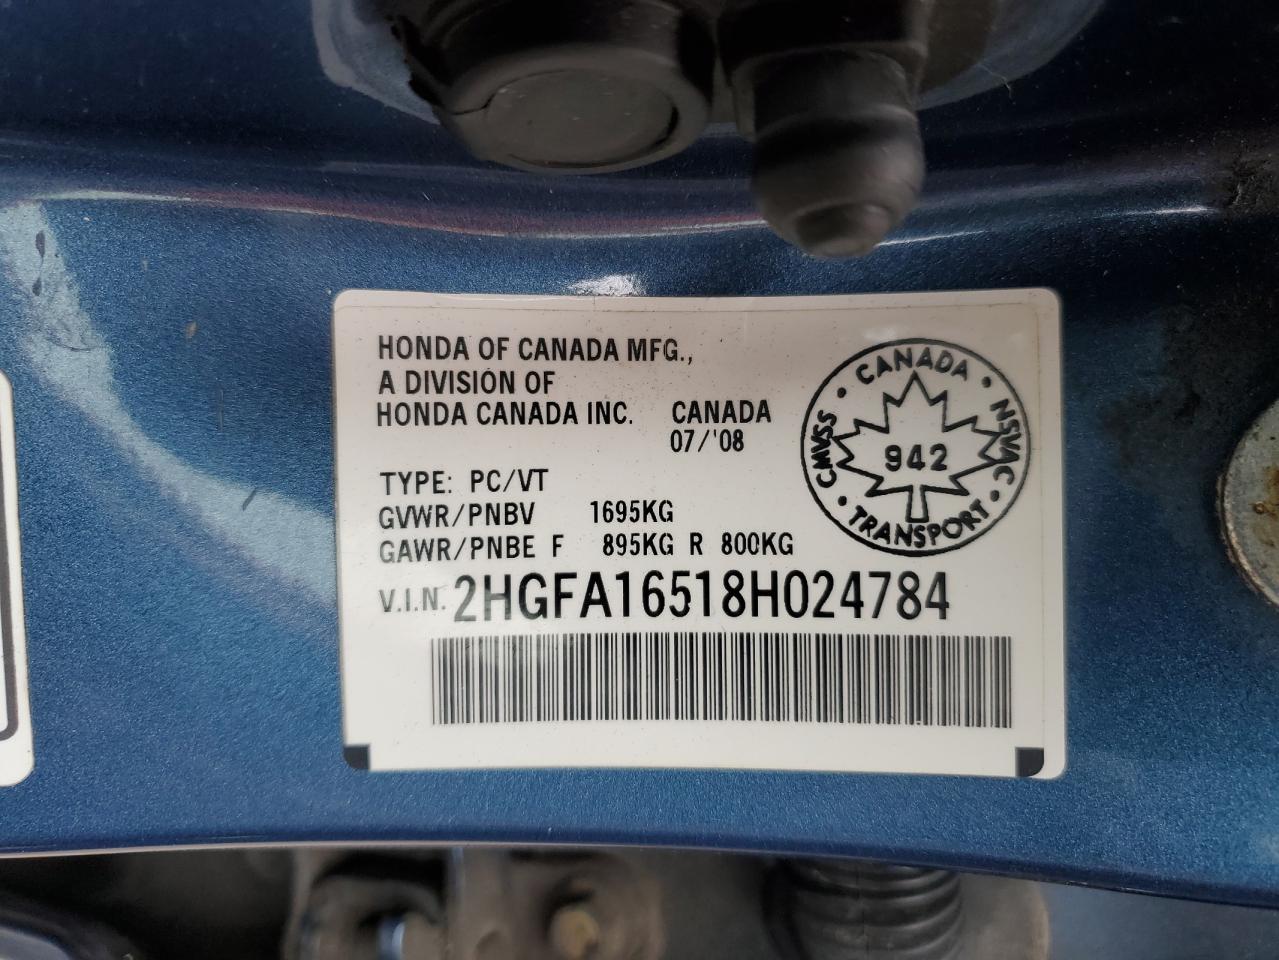 HONDA OF CANADA MFG.,
A DIVISION OF
HONDA CANADA INC. CANADA
07/'08
TYPE: PC/VT
GVWR/PNBV 1695KG
GAWR/PNBE F 895KG R 800KG
V.I.N. 2HGFA16518H024784
CANADA
CMVSS
NSVAC
942
TRANSPORT